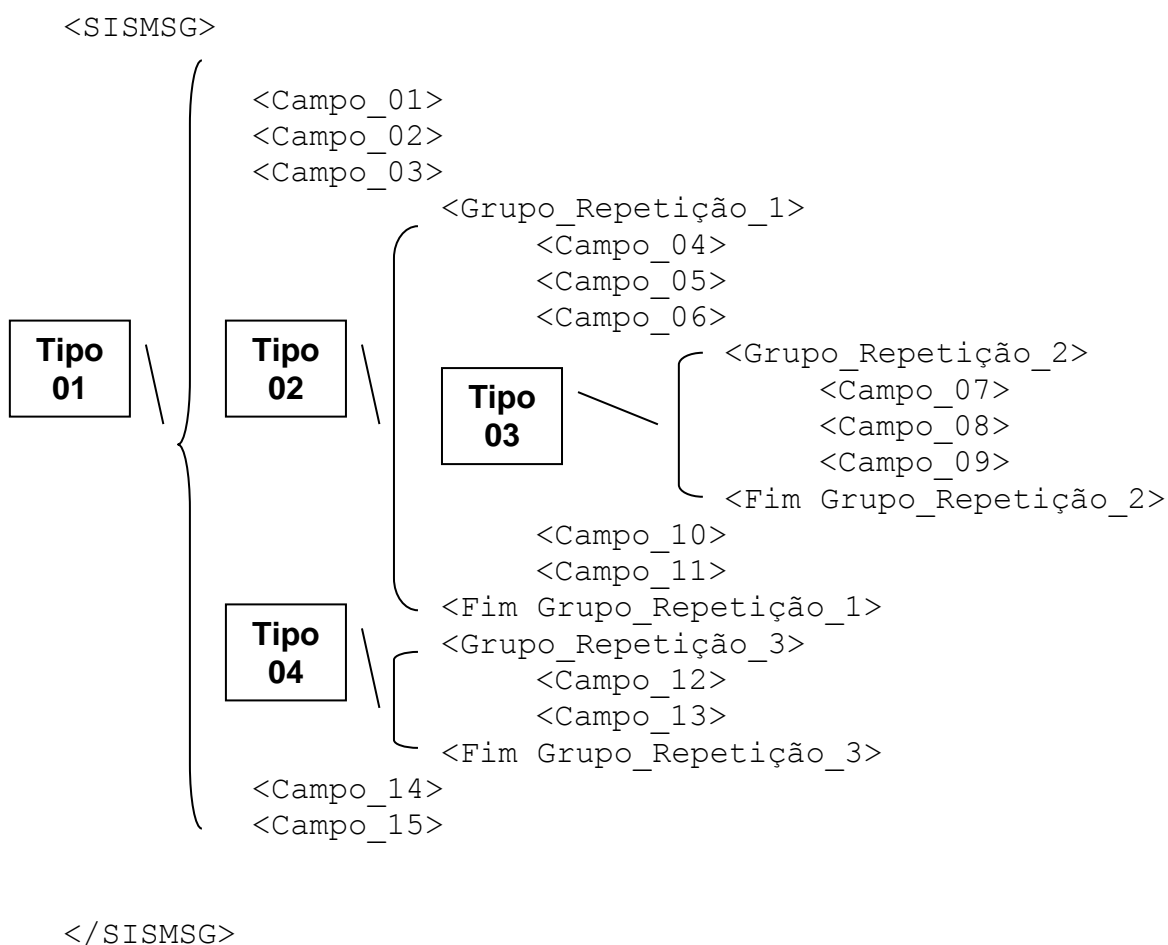 <SISMSG>
<Campo_01>
<Campo_02>
<Campo_03>
<Grupo_Repetição_1>
<Campo_04>
<Campo_05>
<Campo_06>
Tipo
01
Tipo
02
<Grupo_Repetição_2>
Tipo
03
<Campo_07>
<Campo_08>
<Campo_09>
<Fim Grupo_Repetição_2>
<Campo_10>
<Campo_11>
<Fim Grupo_Repetição_1>
Tipo
04
<Grupo_Repetição_3>
<Campo_12>
<Campo_13>
<Fim Grupo_Repetição_3>
<Campo_14>
<Campo_15>
</SISMSG>